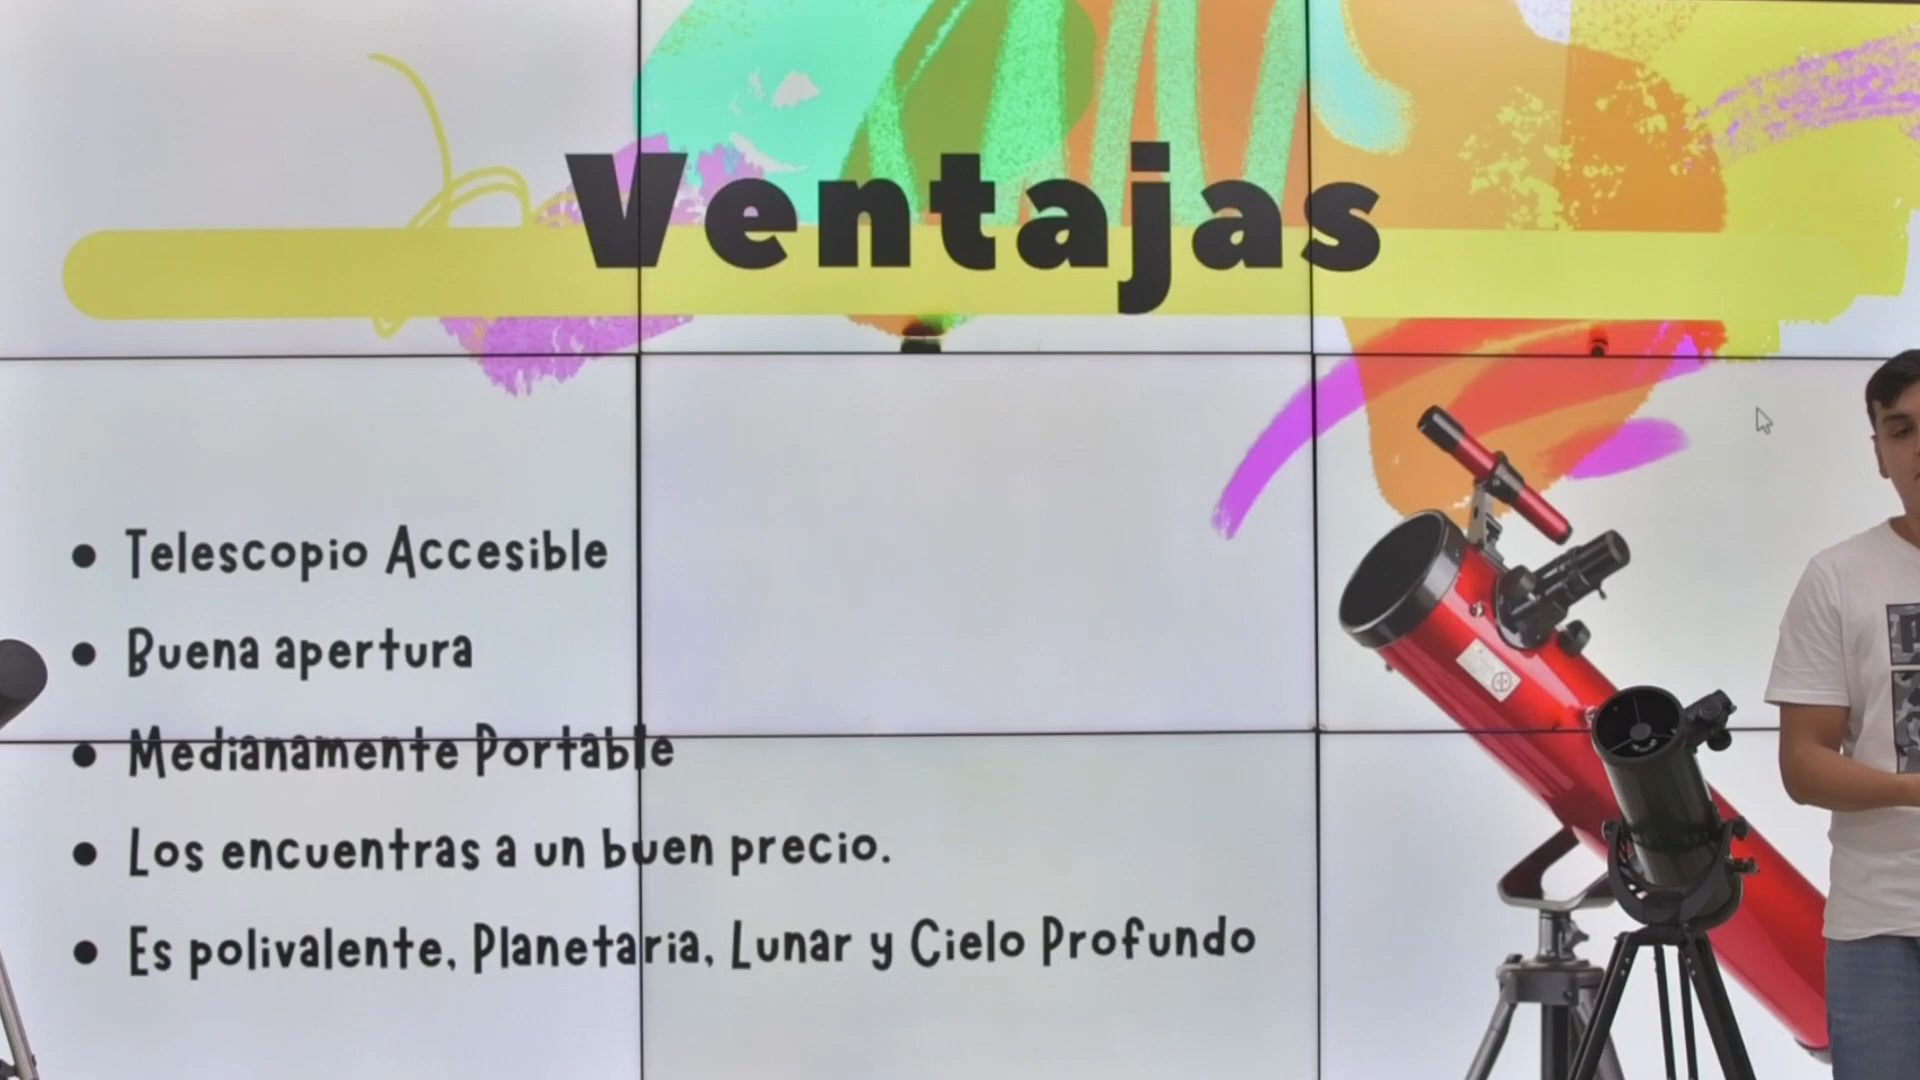 Ventajas
Telescopio Accesible
Buena apertura
Medianamente Portable
Los encuentras a un buen precio.
Es polivalente, Planetaria, Lunar y Cielo Profundo